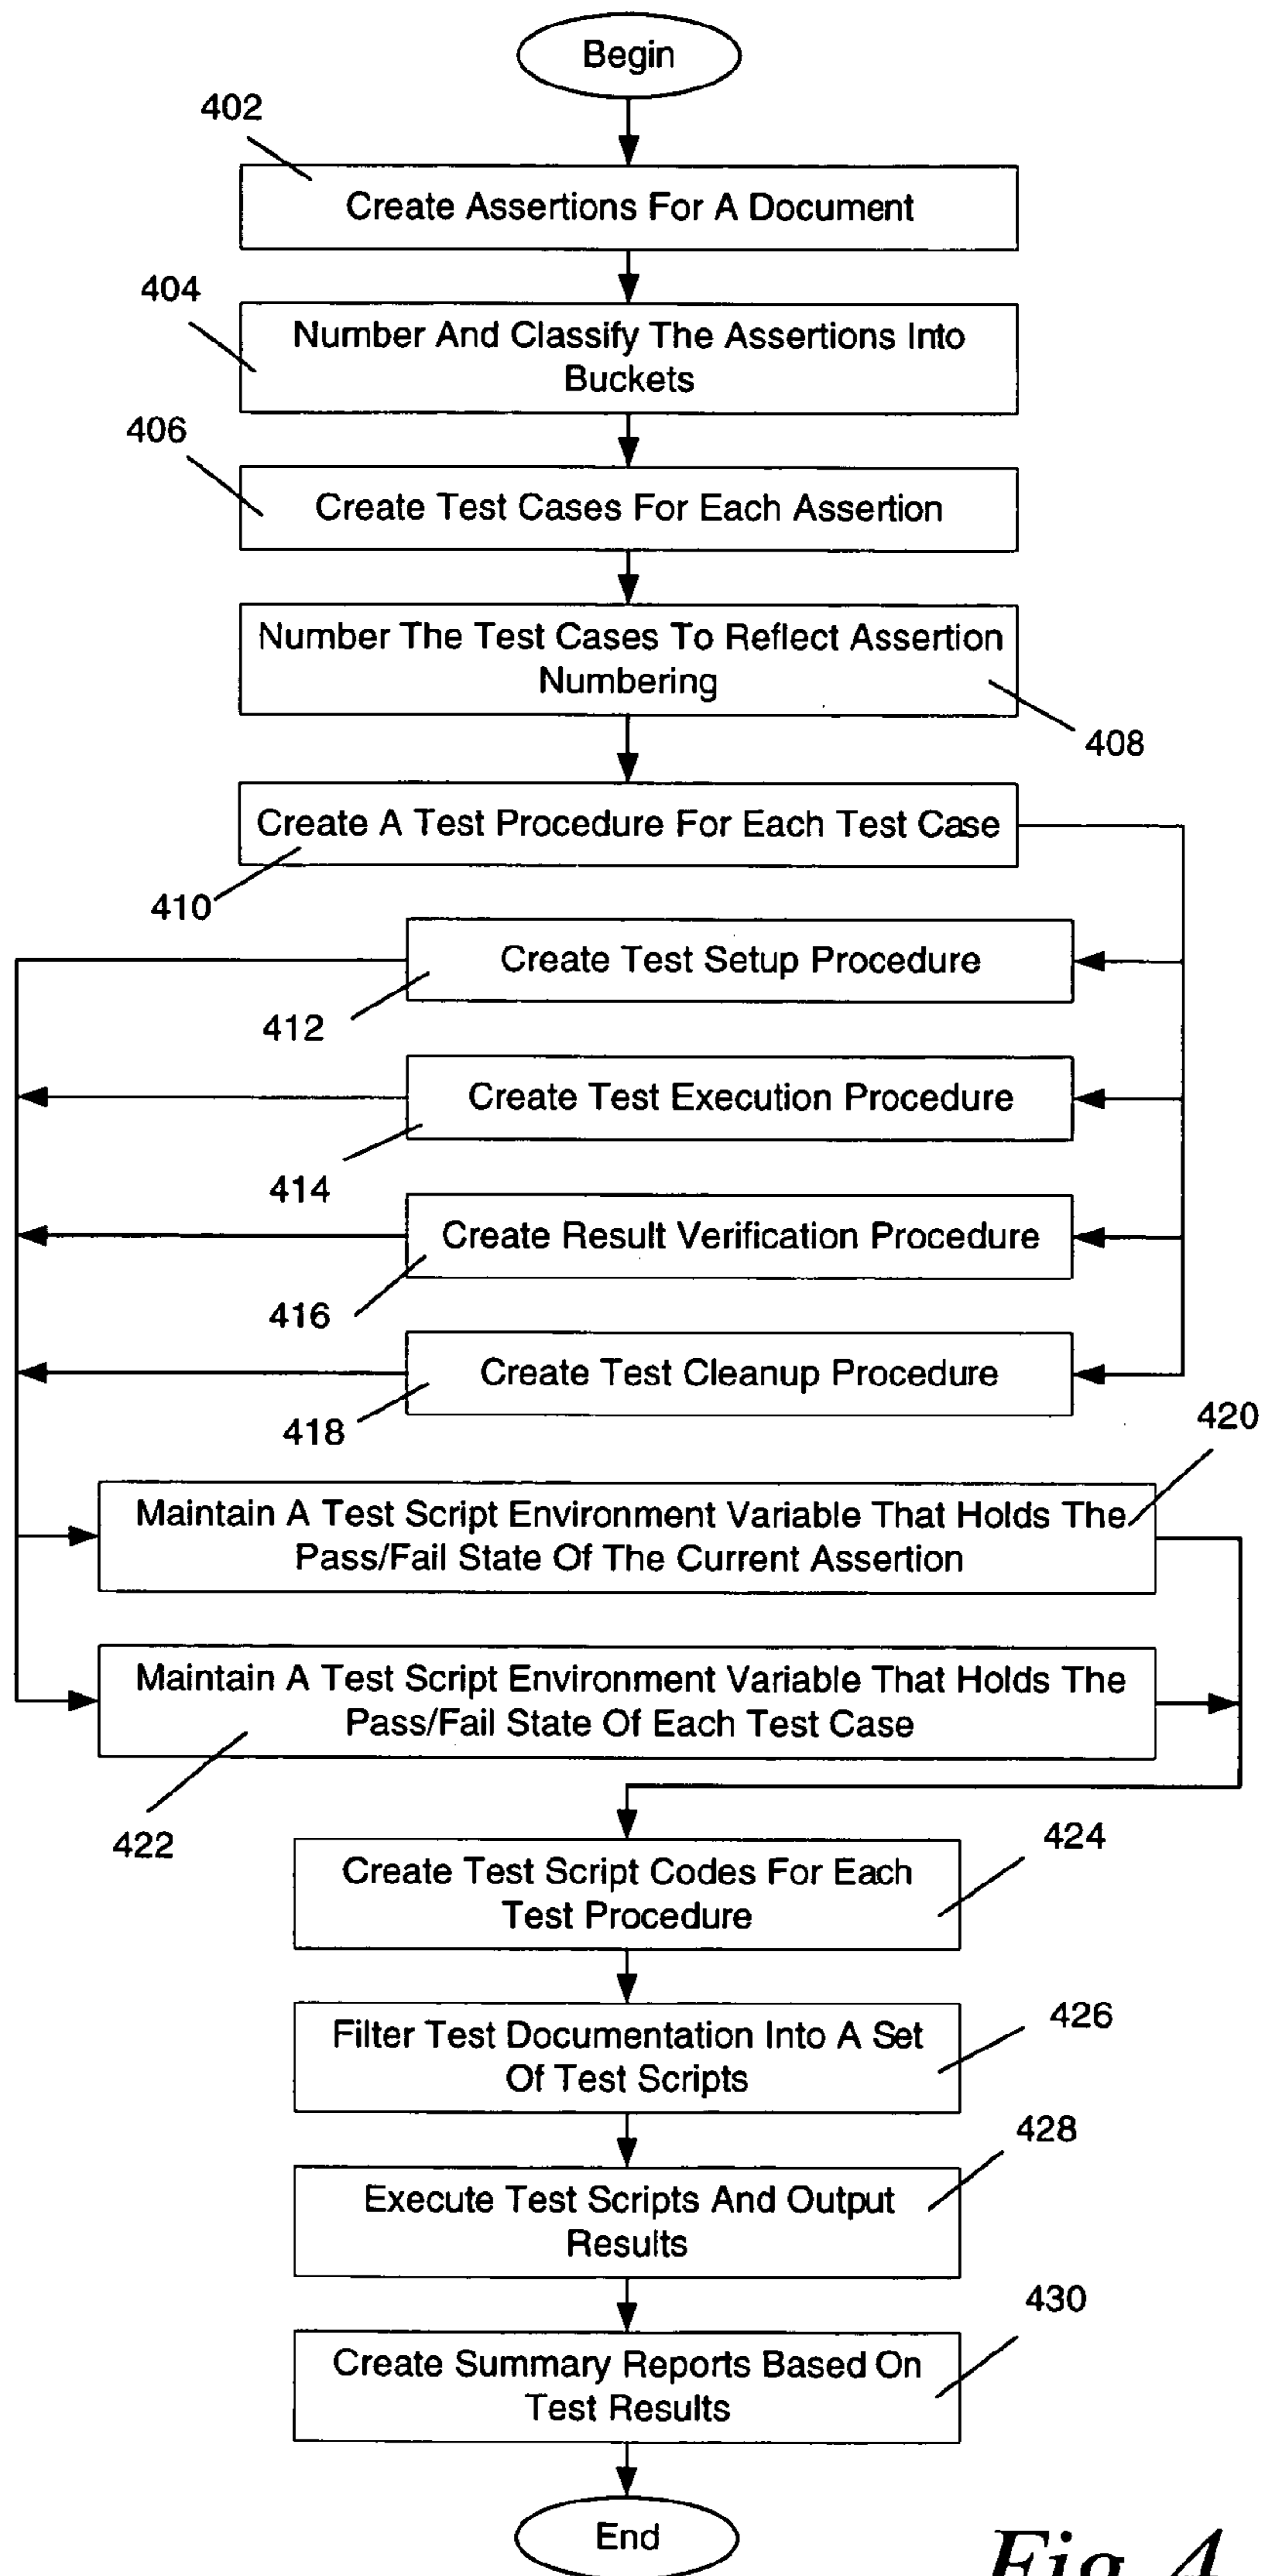 Begin
402
Create Assertions For A Document
404
Number And Classify The Assertions Into
Buckets
406
Create Test Cases For Each Assertion
Number The Test Cases To Reflect Assertion
Numbering
408
Create A Test Procedure For Each Test Case
410
Create Test Setup Procedure
412
Create Test Execution Procedure
414
Create Result Verification Procedure
416
Create Test Cleanup Procedure
418
420
Maintain A Test Script Environment Variable That Holds The
Pass/Fail State Of The Current Assertion
Maintain A Test Script Environment Variable That Holds The
Pass/Fail State Of Each Test Case
422
424
Create Test Script Codes For Each
Test Procedure
426
Filter Test Documentation Into A Set
Of Test Scripts
428
Execute Test Scripts And Output
Results
430
Create Summary Reports Based On
Test Results
End
Fig. 4